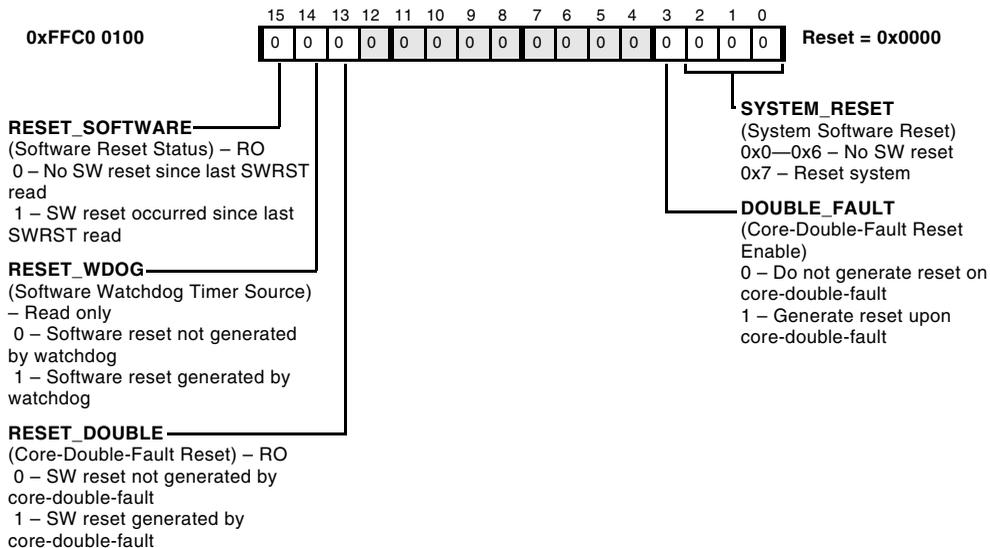 15 14 13 12 11 10 9 8 7 6 5 4 3 2 1 0
0xFFC0 0100
0 0 0 0 0 0 0 0 0 0 0 0 0 0 0 0
Reset = 0x0000
RESET_SOFTWARE
(Software Reset Status) – RO
0 – No SW reset since last SWRST
read
1 – SW reset occurred since last
SWRST read
RESET_WDOG
(Software Watchdog Timer Source)
– Read only
0 – Software reset not generated
by watchdog
1 – Software reset generated by
watchdog
RESET_DOUBLE
(Core-Double-Fault Reset) – RO
0 – SW reset not generated by
core-double-fault
1 – SW reset generated by
core-double-fault
SYSTEM_RESET
(System Software Reset)
0x0—0x6 – No SW reset
0x7 – Reset system
DOUBLE_FAULT
(Core-Double-Fault Reset
Enable)
0 – Do not generate reset on
core-double-fault
1 – Generate reset upon
core-double-fault